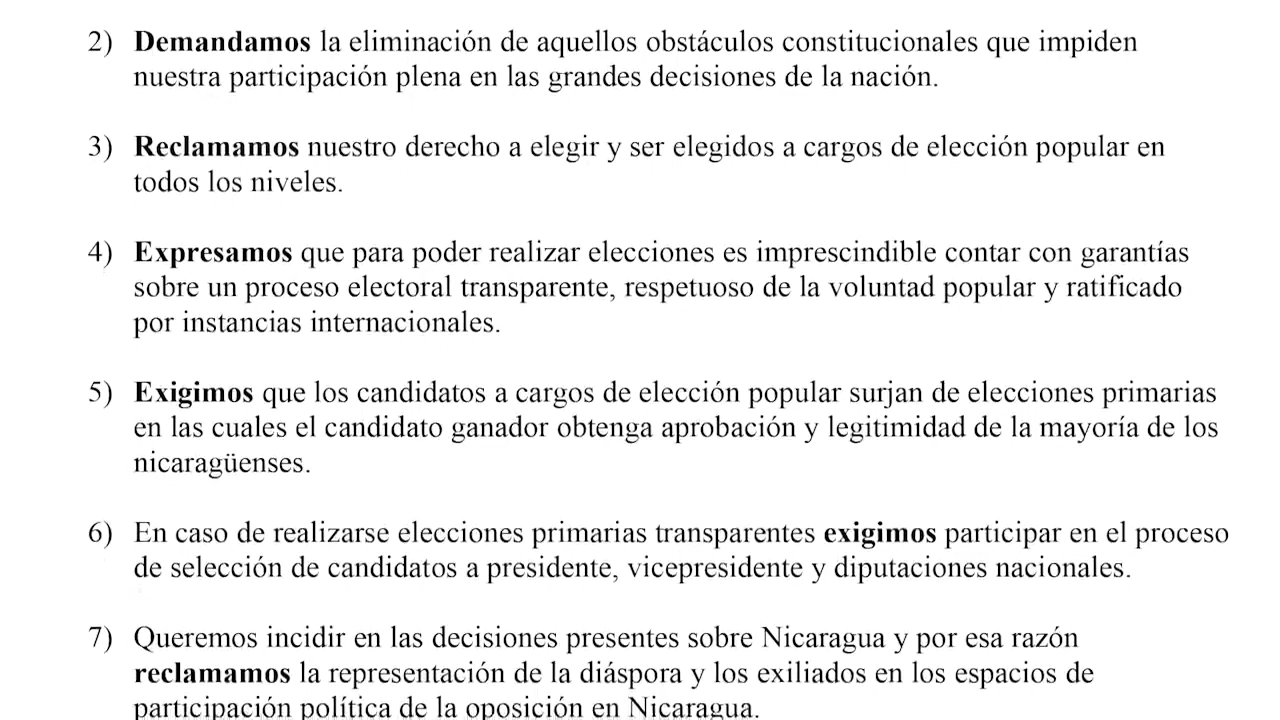 2) Demandamos la eliminación de aquellos obstáculos constitucionales que impiden
nuestra participación plena en las grandes decisiones de la nación.
3) Reclamamos nuestro derecho a elegir y ser elegidos a cargos de elección popular en
todos los niveles.
4) Expresamos que para poder realizar elecciones es imprescindible contar con garantías
sobre un proceso electoral transparente, respetuoso de la voluntad popular y ratificado
por instancias internacionales.
5) Exigimos que los candidatos a cargos de elección popular surjan de elecciones primarias
en las cuales el candidato ganador obtenga aprobación y legitimidad de la mayoría de los
nicaragüenses.
6) En caso de realizarse elecciones primarias transparentes exigimos participar en el proceso
de selección de candidatos a presidente, vicepresidente y diputaciones nacionales.
7) Queremos incidir en las decisiones presentes sobre Nicaragua y por esa razón
reclamamos la representación de la diáspora y los exiliados en los espacios de
participación política de la oposición en Nicaragua.